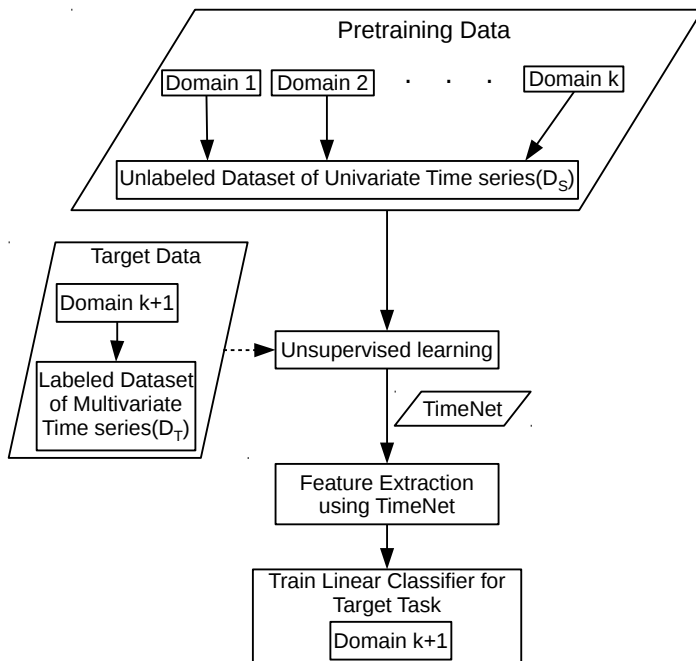 Pretraining Data
Domain 1
Domain 2
. . .
Domain k
Unlabeled Dataset of Univariate Time series(D_S)
Target Data
Domain k+1
Labeled Dataset
of Multivariate
Time series(D_T)
Unsupervised learning
TimeNet
Feature Extraction
using TimeNet
Train Linear Classifier for
Target Task
Domain k+1